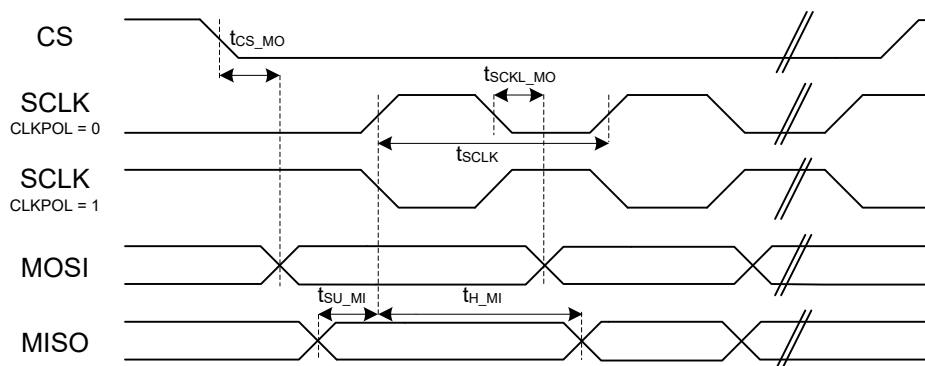 CS
tCS_MO
SCLK
CLKPOL = 0
tSCKL_MO
tSCLK
SCLK
CLKPOL = 1
MOSI
tSU_MI
tH_MI
MISO